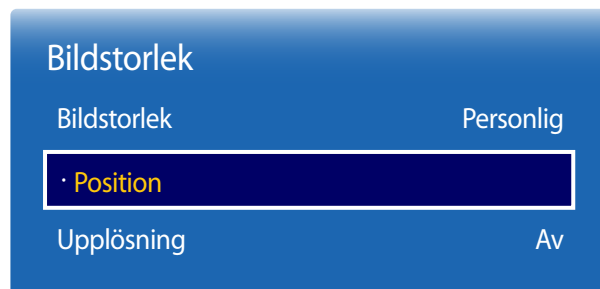 Bildstorlek
Bildstorlek Personlig
· Position
Upplösning Av